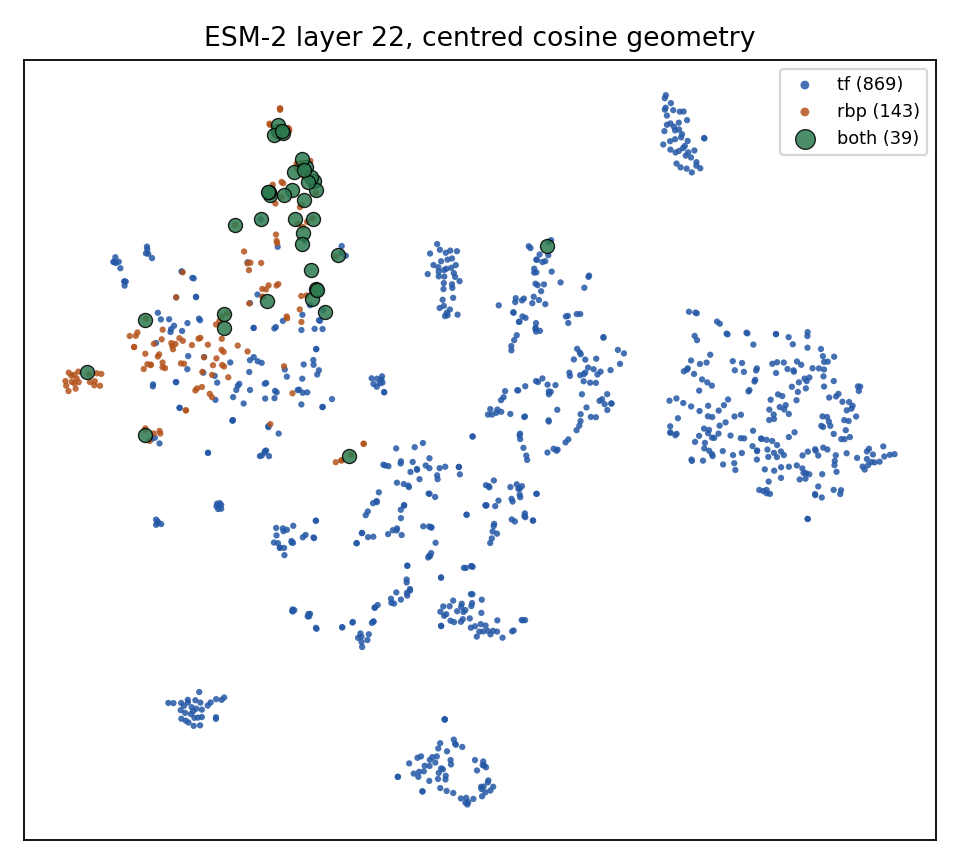 ESM-2 layer 22, centred cosine geometry
tf (869)
rbp (143)
both (39)